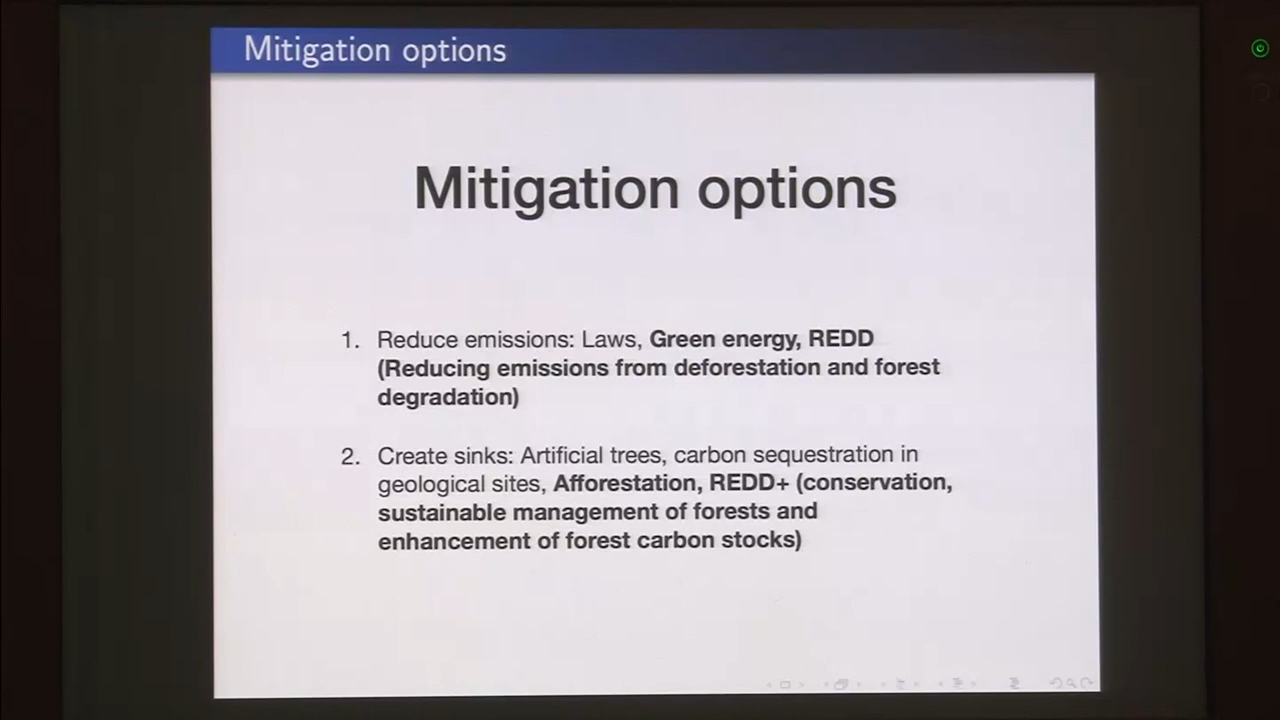 Mitigation options
Mitigation options
1. Reduce emissions: Laws, Green energy, REDD
(Reducing emissions from deforestation and forest
degradation)
2. Create sinks: Artificial trees, carbon sequestration in
geological sites, Afforestation, REDD+ (conservation,
sustainable management of forests and
enhancement of forest carbon stocks)